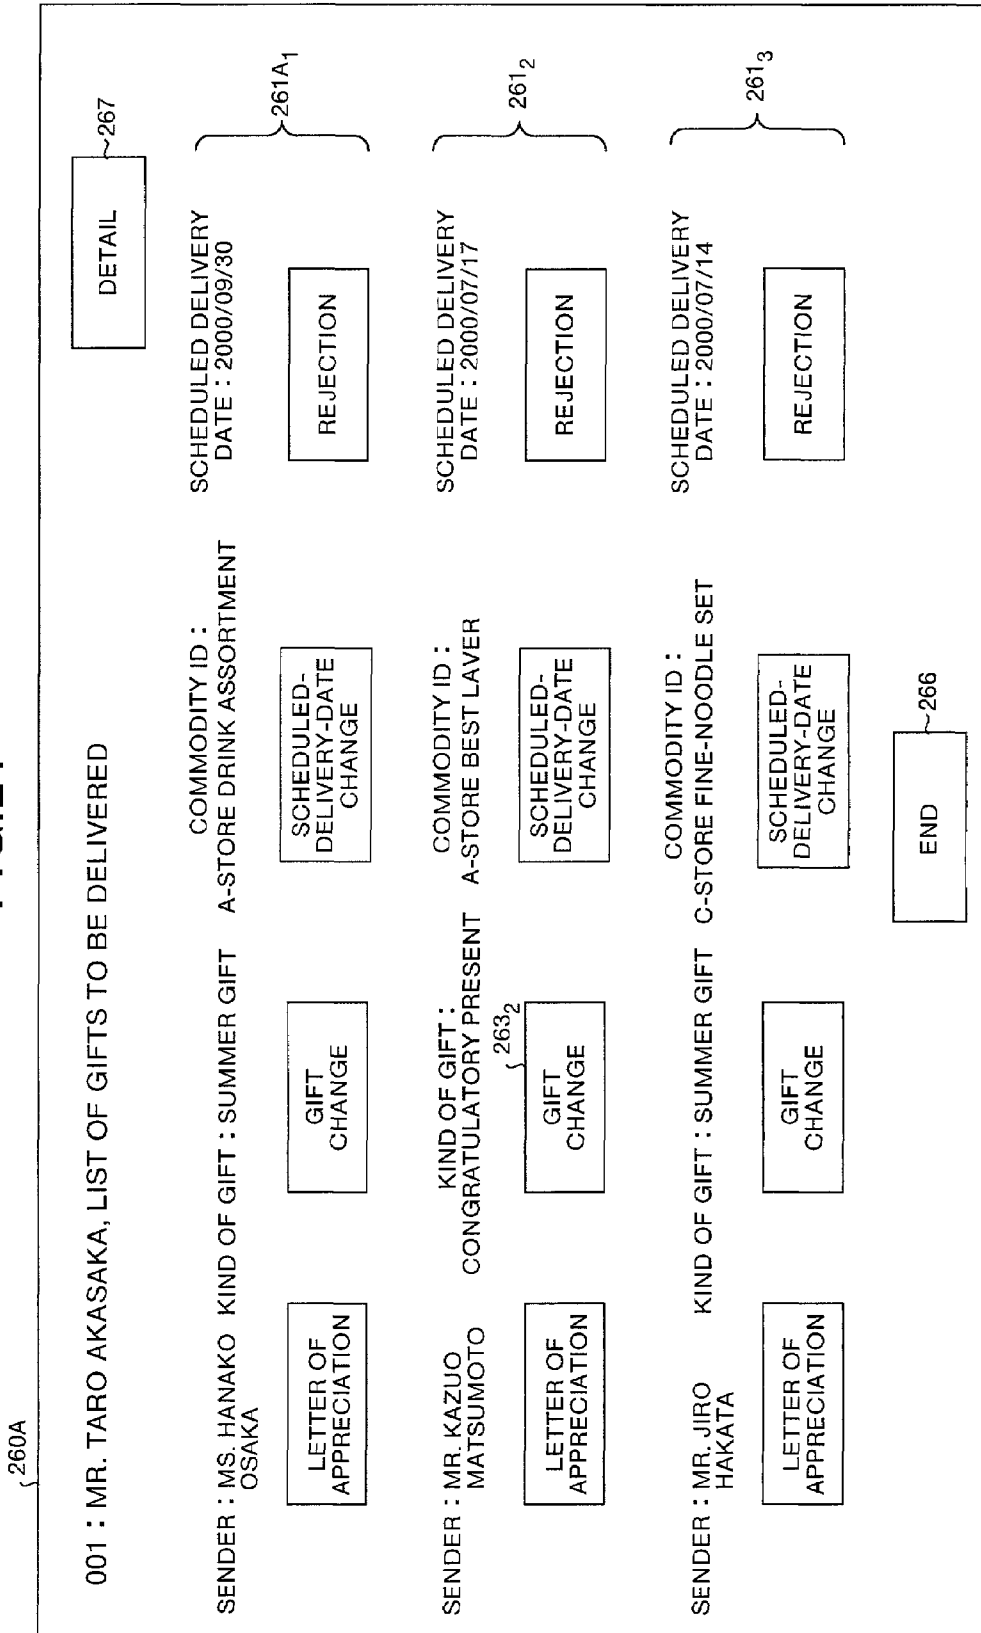 260A
001 : MR. TARO AKASAKA, LIST OF GIFTS TO BE DELIVERED
DETAIL
267
SENDER : MS. HANAKO
OSAKA
KIND OF GIFT : SUMMER GIFT
COMMODITY ID :
A-STORE DRINK ASSORTMENT
SCHEDULED DELIVERY
DATE : 2000/09/30
261A1
LETTER OF
APPRECIATION
GIFT
CHANGE
SCHEDULED-
DELIVERY-DATE
CHANGE
REJECTION
SENDER : MR. KAZUO
MATSUMOTO
KIND OF GIFT :
CONGRATULATORY PRESENT
COMMODITY ID :
A-STORE BEST LAVER
SCHEDULED DELIVERY
DATE : 2000/07/17
2612
2632
LETTER OF
APPRECIATION
GIFT
CHANGE
SCHEDULED-
DELIVERY-DATE
CHANGE
REJECTION
SENDER : MR. JIRO
HAKATA
KIND OF GIFT : SUMMER GIFT
COMMODITY ID :
C-STORE FINE-NOODLE SET
SCHEDULED DELIVERY
DATE : 2000/07/14
2613
LETTER OF
APPRECIATION
GIFT
CHANGE
SCHEDULED-
DELIVERY-DATE
CHANGE
REJECTION
END
266